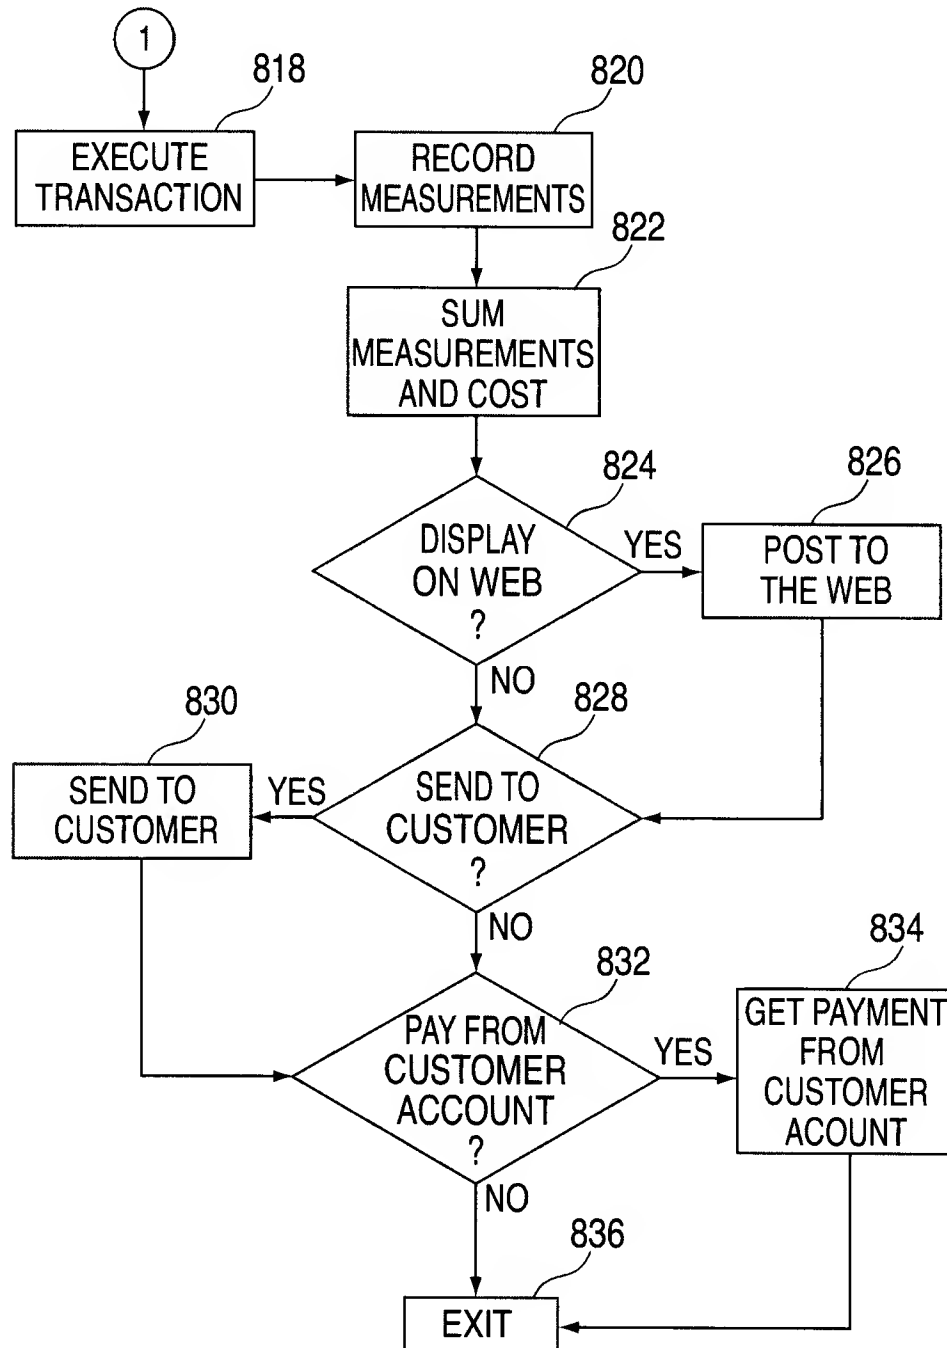 1
818
EXECUTE
TRANSACTION
820
RECORD
MEASUREMENTS
822
SUM
MEASUREMENTS
AND COST
824
DISPLAY
ON WEB
?
YES
826
POST TO
THE WEB
NO
828
SEND TO
CUSTOMER
?
YES
830
SEND TO
CUSTOMER
NO
832
PAY FROM
CUSTOMER
ACCOUNT
?
YES
834
GET PAYMENT
FROM
CUSTOMER
ACOUNT
NO
836
EXIT